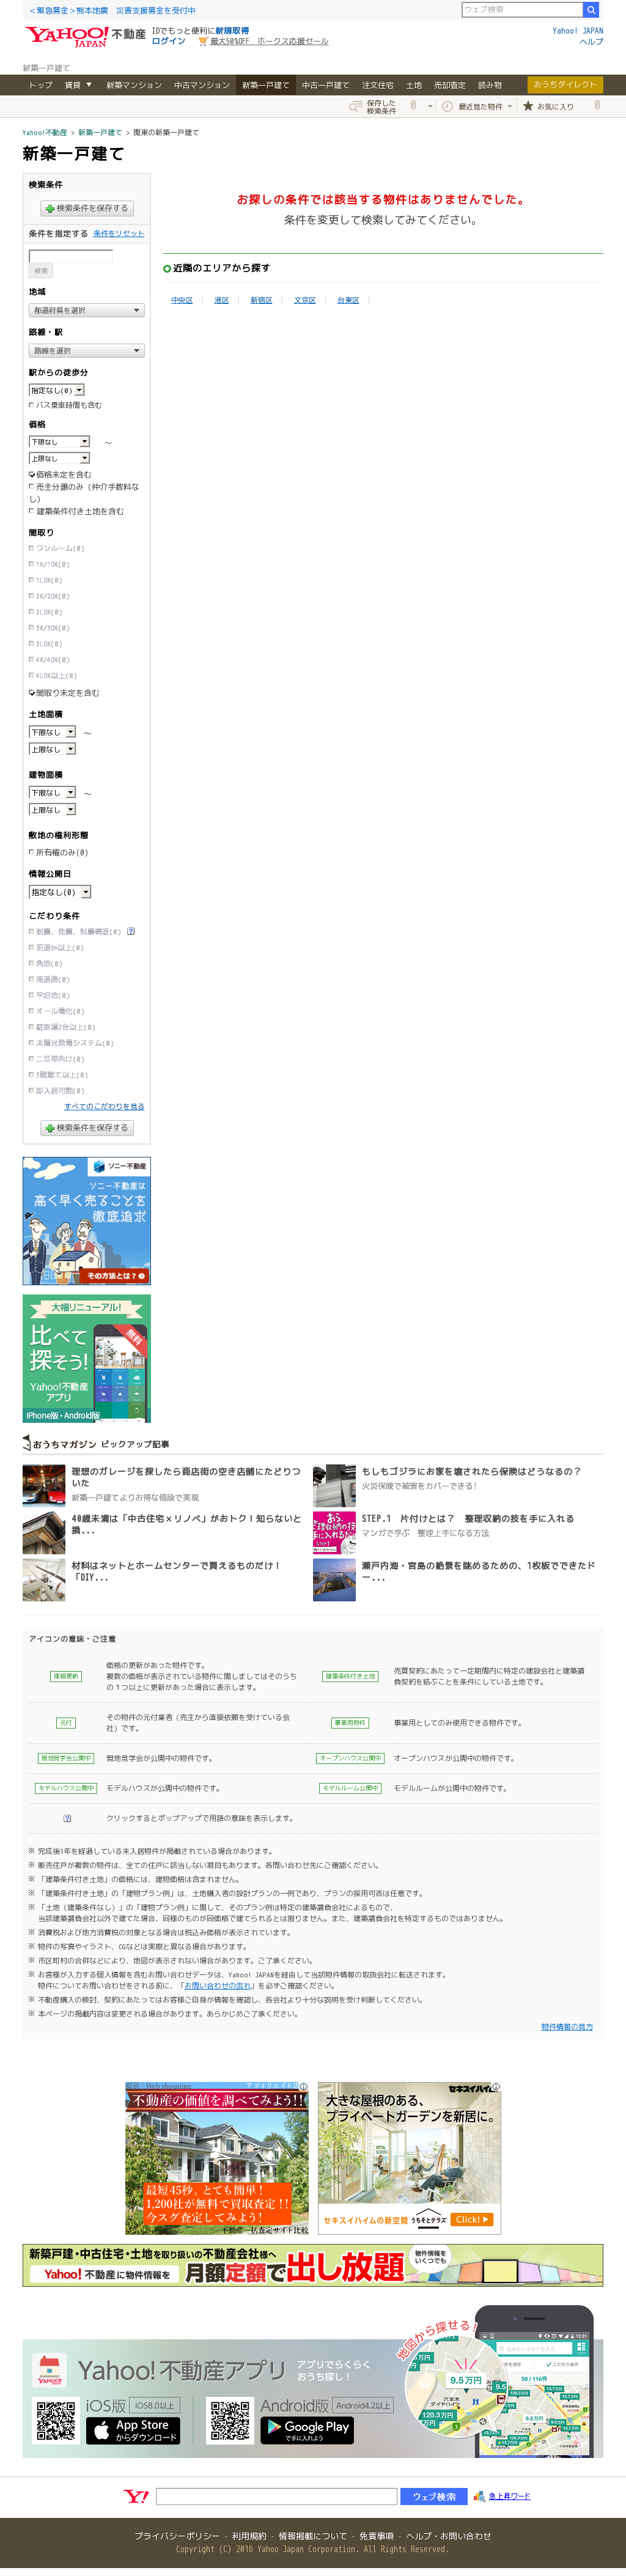 ＜緊急募金＞熊本地震　災害支援募金を受付中
ウェブ検索
YAHOO!不動産 JAPAN
IDでもっと便利に新規取得
ログイン
最大50%OFF　ホークス応援セール
Yahoo! JAPAN
ヘルプ
新築一戸建て
トップ　賃貸 ▼　新築マンション　中古マンション　新築一戸建て　中古一戸建て　注文住宅　土地　売却査定　読み物　おうちダイレクト
保存した検索条件　0　最近見た物件　お気に入り　0
Yahoo!不動産 > 新築一戸建て > 関東の新築一戸建て
新築一戸建て
検索条件
検索条件を保存する
条件を指定する　条件をリセット
検索
地域
都道府県を選択
路線・駅
路線を選択
駅からの徒歩分
指定なし(0)
バス乗車時間も含む
価格
下限なし　～
上限なし
価格未定を含む
売主分譲のみ（仲介手数料なし）
建築条件付き土地を含む
間取り
ワンルーム(0)
1K/1DK(0)
1LDK(0)
2K/2DK(0)
2LDK(0)
3K/3DK(0)
3LDK(0)
4K/4DK(0)
4LDK以上(0)
間取り未定を含む
土地面積
下限なし　～
上限なし
建物面積
下限なし　～
上限なし
敷地の権利形態
所有権のみ(0)
情報公開日
指定なし(0)
こだわり条件
耐震、免震、制震構造(0)
前道6m以上(0)
角地(0)
南道路(0)
平坦地(0)
オール電化(0)
駐車場2台以上(0)
太陽光発電システム(0)
二世帯向け(0)
3階建て以上(0)
即入居可能(0)
すべてのこだわりを見る
検索条件を保存する
お探しの条件では該当する物件はありませんでした。
条件を変更して検索してみてください。
近隣のエリアから探す
中央区　港区　新宿区　文京区　台東区
ソニー不動産
ソニー不動産は
高く早く売ることを
徹底追求
その方法とは？
大幅リニューアル!
比べて
探そう!
無料
Yahoo!不動産
アプリ
iPhone版・Android版
おうちマガジン ピックアップ記事
理想のガレージを探したら商店街の空き店舗にたどりついた
新築一戸建てよりお得な値段で実現
もしもゴジラにお家を壊されたら保険はどうなるの？
火災保険で被害をカバーできる!
40歳未満は「中古住宅×リノベ」がおトク！知らないと損...
STEP.1　片付けとは？　整理収納の技を手に入れる
マンガで学ぶ　整理上手になる方法
材料はネットとホームセンターで買えるものだけ！「DIY...
瀬戸内海・宮島の絶景を眺めるための、1枚板でできたドー...
アイコンの意味・ご注意
価格更新
価格の更新があった物件です。
複数の価格が表示されている物件に関しましてはそのうちの１つ以上に更新があった場合に表示します。
建築条件付き土地
売買契約にあたって一定期間内に特定の建設会社と建築請負契約を結ぶことを条件にしている土地です。
元付
その物件の元付業者（売主から直接依頼を受けている会社）です。
事業用物件
事業用としてのみ使用できる物件です。
現地見学会公開中
現地見学会が公開中の物件です。
オープンハウス公開中
オープンハウスが公開中の物件です。
モデルハウス公開中
モデルハウスが公開中の物件です。
モデルルーム公開中
モデルルームが公開中の物件です。
クリックするとポップアップで用語の意味を表示します。
※ 完成後1年を経過している未入居物件が掲載されている場合があります。
※ 販売住戸が複数の物件は、全ての住戸に該当しない項目もあります。各問い合わせ先にご確認ください。
※ 「建築条件付き土地」の価格には、建物価格は含まれません。
※ 「建築条件付き土地」の「建物プラン例」は、土地購入者の設計プランの一例であり、プランの採用可否は任意です。
※ 「土地（建築条件なし）」の「建物プラン例」に関して、そのプラン例は特定の建築請負会社によるもので、
当該建築請負会社以外で建てた場合、同様のものが同価格で建てられるとは限りません。また、建築請負会社を特定するものではありません。
※ 消費税および地方消費税の対象となる場合は税込み価格が表示されています。
※ 物件の写真やイラスト、CGなどは実際と異なる場合があります。
※ 市区町村の合併などにより、地図が表示されない場合があります。ご了承ください。
※ お客様が入力する個人情報を含むお問い合わせデータは、Yahoo! JAPANを経由して当該物件情報の取扱会社に転送されます。
物件についてお問い合わせをされる前に、「お問い合わせの流れ」を必ずご確認ください。
※ 不動産購入の検討、契約にあたってはお客様ご自身が情報を確認し、各会社より十分な説明を受け判断してください。
※ 本ページの掲載内容は変更される場合があります。あらかじめご了承ください。
物件情報の見方
不動産の価値を調べてみよう!!
最短45秒。とても簡単！
1,200社が無料で買取査定！!
今スグ査定してみよう！
不動産一括査定サイト比較
セキスイハイム
大きな屋根のある、
プライベートガーデンを新居に。
セキスイハイムの新空間　うちそとテラス　Click!
新築戸建・中古住宅・土地を取り扱いの不動産会社様へ
Yahoo!不動産に物件情報を　月額定額で出し放題
物件情報をいくつでも
地図から探せる！
Yahoo!不動産アプリ　アプリでらくらくおうち探し！
iOS版　iOS8.0以上
App Store からダウンロード
Android版　Android4.2以上
Google Play で手に入れよう
9.5万円
120.3万円
Y!　ウェブ検索　急上昇ワード
プライバシーポリシー - 利用規約 - 情報掲載について - 免責事項 - ヘルプ・お問い合わせ
Copyright (C) 2016 Yahoo Japan Corporation. All Rights Reserved.